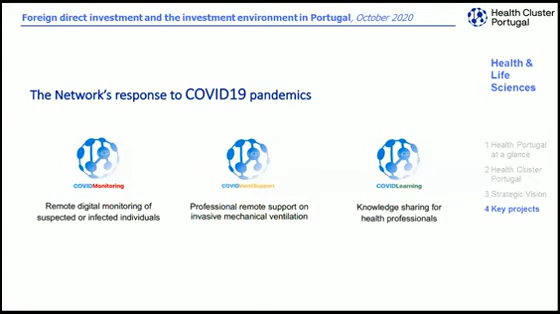 Foreign direct investment and the investment environment in Portugal, October 2020
Health Cluster
Portugal
Health &
Life
Sciences
The Network's response to COVID19 pandemics
COVIDMonitoring
COVIDVentiSupport
COVIDLearning
Remote digital monitoring of
suspected or infected individuals
Professional remote support on
invasive mechanical ventilation
Knowledge sharing for
health professionals
1 Health Portugal
at a glance
2 Health Cluster
Portugal
3 Strategic Vision
4 Key projects